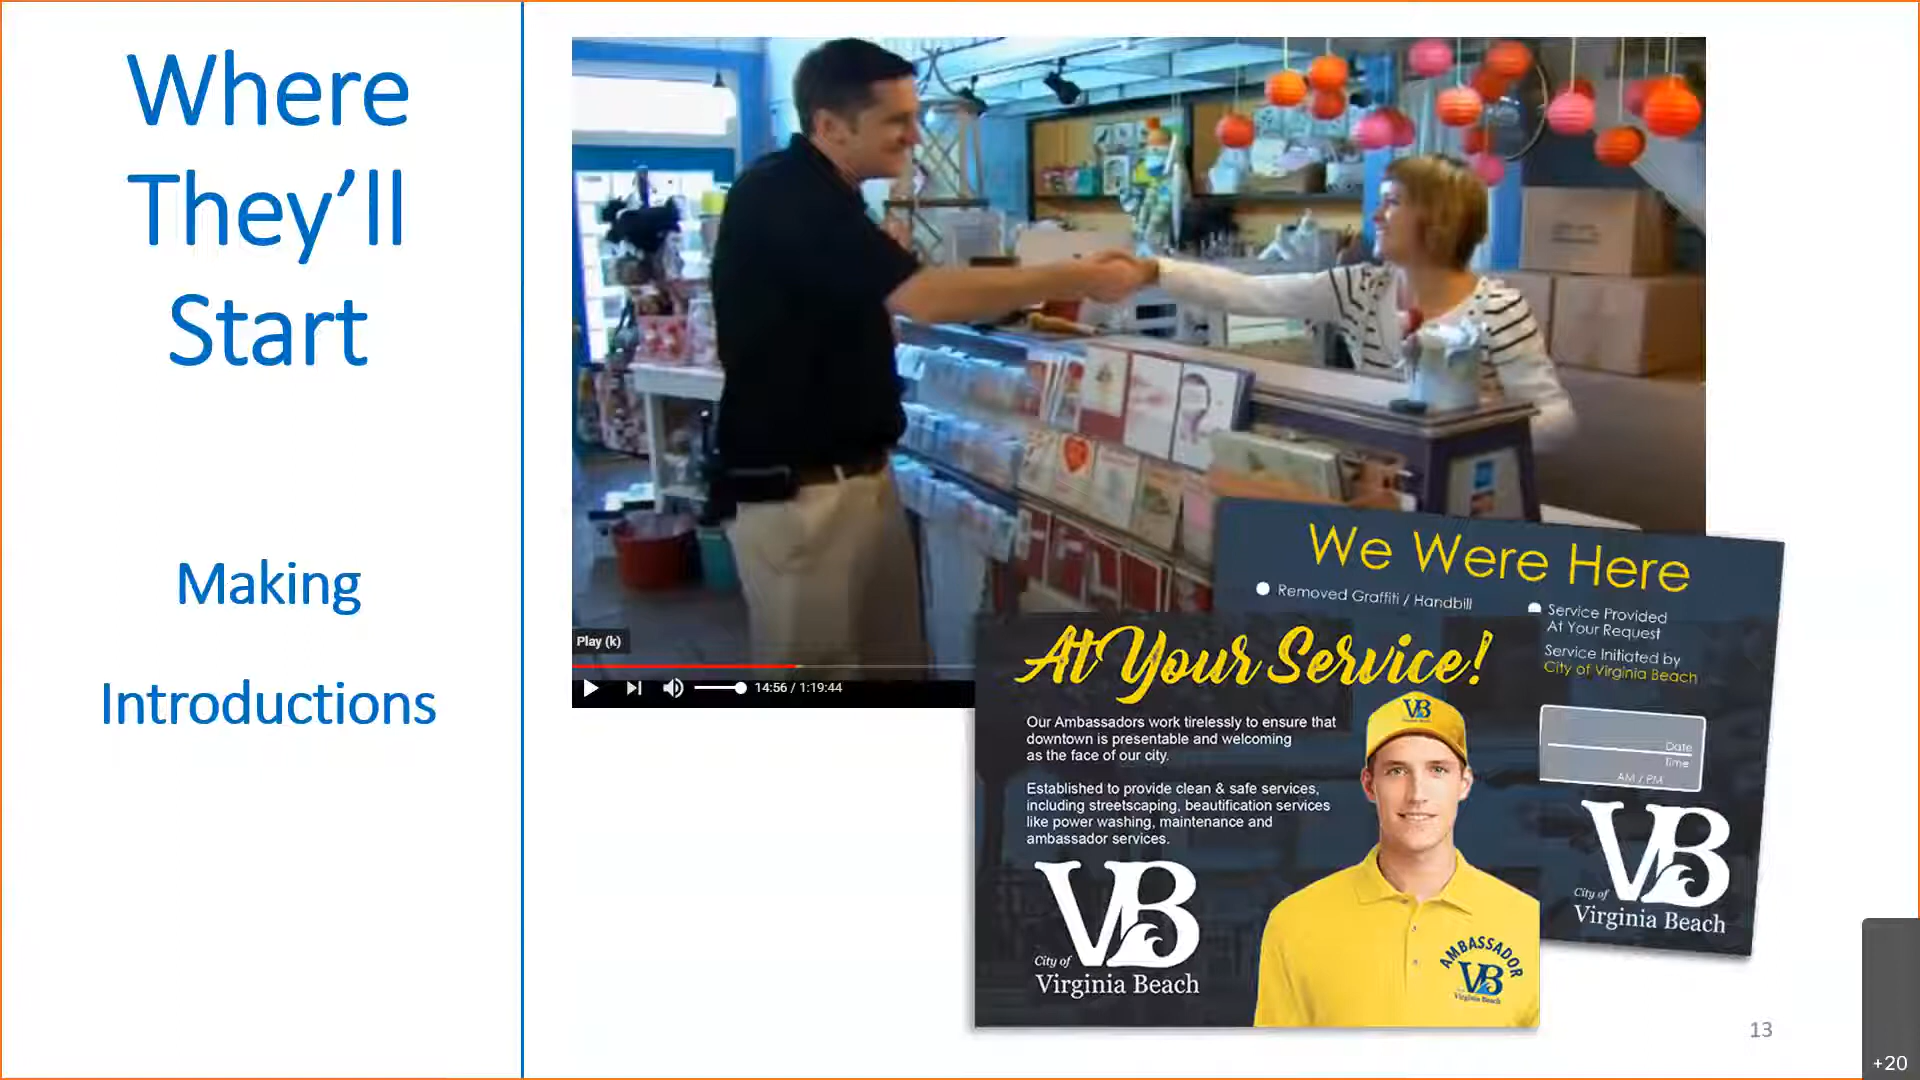 Where
They’ll
Start
Making
Introductions
Play (k)
14:56 / 1:19:44
We Were Here
Removed Graffiti / Handbill
Service Provided
At Your Request
Service Initiated by
City of Virginia Beach
Date
Time
AM / PM
VB
City of
Virginia Beach
At Your Service!
Our Ambassadors work tirelessly to ensure that
downtown is presentable and welcoming
as the face of our city.
Established to provide clean & safe services,
including streetscaping, beautification services
like power washing, maintenance and
ambassador services.
VB
City of
Virginia Beach
VB
AMBASSADOR
VB
Virginia Beach
13
+20